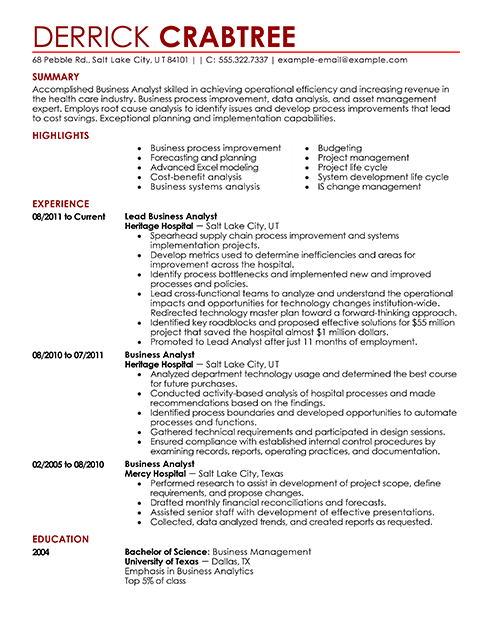 DERRICK CRABTREE
68 Pebble Rd., Salt Lake City, UT 84101 | | C: 555.322.7337 | example-email@example.com
SUMMARY
Accomplished Business Analyst skilled in achieving operational efficiency and increasing revenue in
the health care industry. Business process improvement, data analysis, and asset management
expert. Employs root cause analysis to identify issues and develop process improvements that lead
to cost savings. Exceptional planning and implementation capabilities.
HIGHLIGHTS
• Business process improvement
• Forecasting and planning
• Advanced Excel modeling
• Cost-benefit analysis
• Business systems analysis
• Budgeting
• Project management
• Project life cycle
• System development life cycle
• IS change management
EXPERIENCE
08/2011 to Current Lead Business Analyst
Heritage Hospital — Salt Lake City, UT
• Spearhead supply chain process improvement and systems
implementation projects.
• Develop metrics used to determine inefficiencies and areas for
improvement across the hospital.
• Identify process bottlenecks and implemented new and improved
processes and policies.
• Lead cross-functional teams to analyze and understand the operational
impacts and opportunities for technology changes institution-wide.
Redirected technology master plan toward a forward-thinking approach.
• Identified key roadblocks and proposed effective solutions for $55 million
project that saved the hospital almost $1 million dollars.
• Promoted to Lead Analyst after just 11 months of employment.
08/2010 to 07/2011 Business Analyst
Heritage Hospital — Salt Lake City, UT
• Analyzed department technology usage and determined the best course
for future purchases.
• Conducted activity-based analysis of hospital processes and made
recommendations based on the findings.
• Identified process boundaries and developed opportunities to automate
processes and functions.
• Gathered technical requirements and participated in design sessions.
• Ensured compliance with established internal control procedures by
examining records, reports, operating practices, and documentation.
02/2005 to 08/2010 Business Analyst
Mercy Hospital — Salt Lake City, Texas
• Performed research to assist in development of project scope, define
requirements, and propose changes.
• Drafted monthly financial reconciliations and forecasts.
• Assisted senior staff with development of effective presentations.
• Collected, data analyzed trends, and created reports as requested.
EDUCATION
2004 Bachelor of Science: Business Management
University of Texas — Dallas, TX
Emphasis in Business Analytics
Top 5% of class